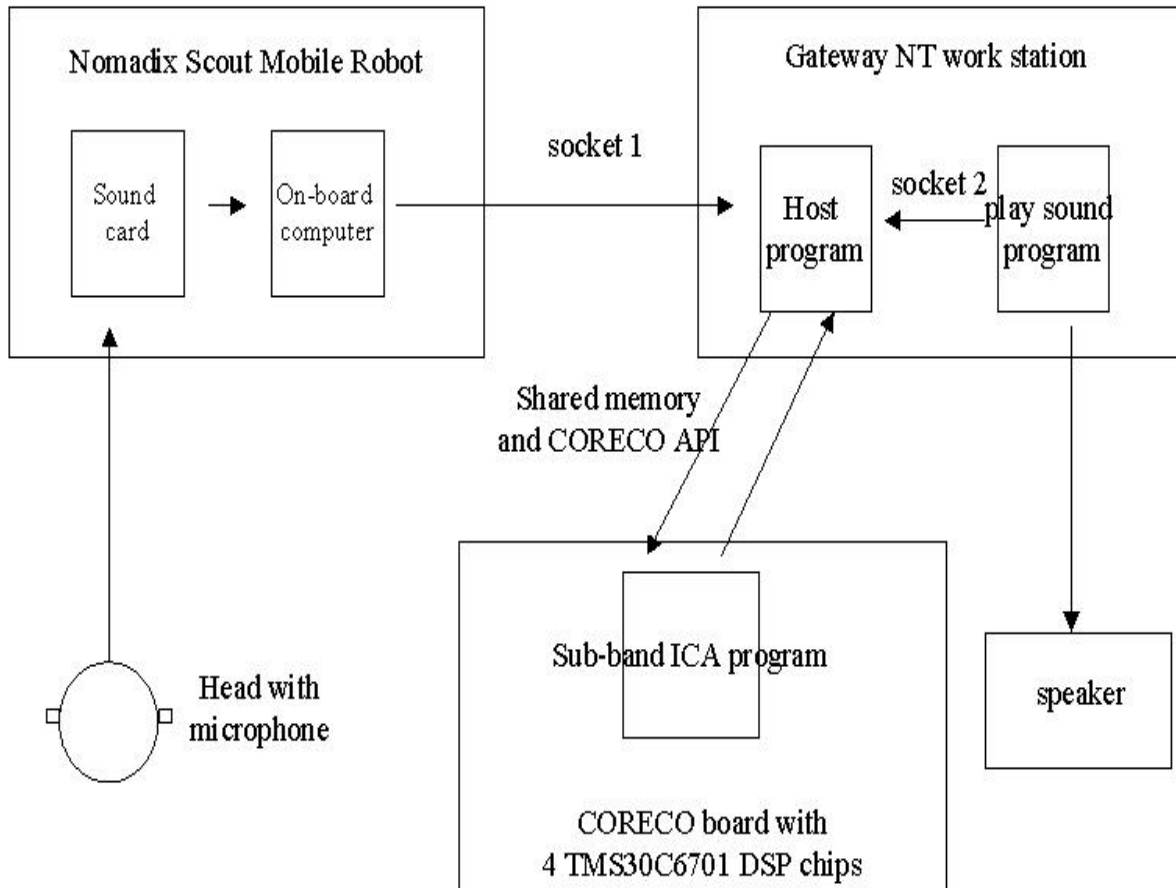 Nomadix Scout Mobile Robot
Sound
card
On-board
computer
socket 1
Gateway NT work station
Host
program
socket 2
play sound
program
Shared memory
and CORECO API
Head with
microphone
Sub-band ICA program
CORECO board with
4 TMS30C6701 DSP chips
speaker